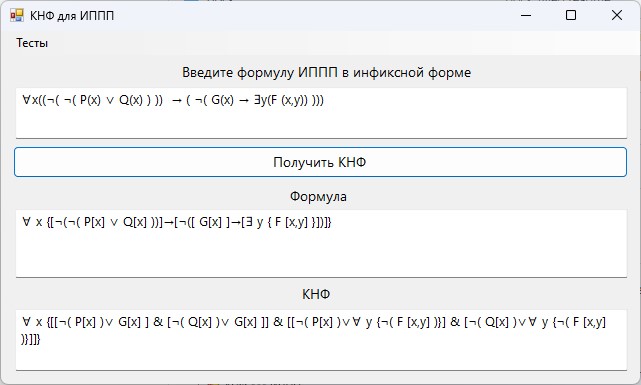 КНФ для ИППП
Тесты
Введите формулу ИППП в инфиксной форме
∀x((¬( ¬( P(x) ∨ Q(x) ) ))  → ( ¬( G(x) → ∃y(F (x,y)) )))
Получить КНФ
Формула
∀ x {[¬(¬( P[x] ∨ Q[x] ))]→[¬([ G[x] ]→[∃ y { F [x,y] }])]}
КНФ
∀ x {[[¬( P[x] )∨ G[x] ] & [¬( Q[x] )∨ G[x] ]] & [[¬( P[x] )∨∀ y {¬( F [x,y] )}] & [¬( Q[x] )∨∀ y {¬( F [x,y]
)}]]}